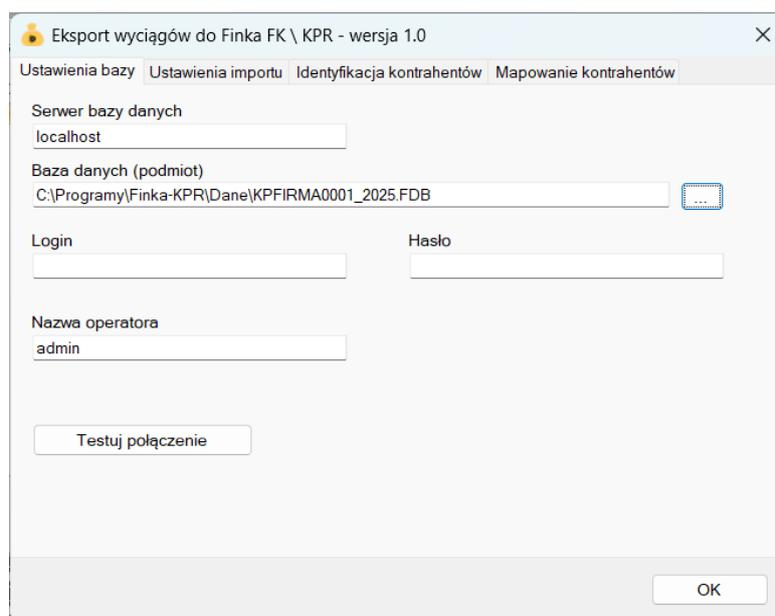 Eksport wyciągów do Finka FK \ KPR - wersja 1.0
Ustawienia bazy Ustawienia importu Identyfikacja kontrahentów Mapowanie kontrahentów
Serwer bazy danych
localhost
Baza danych (podmiot)
C:\Programy\Finka-KPR\Dane\KPFIRMA0001_2025.FDB ...
Login Hasło
Nazwa operatora
admin
Testuj połączenie
OK